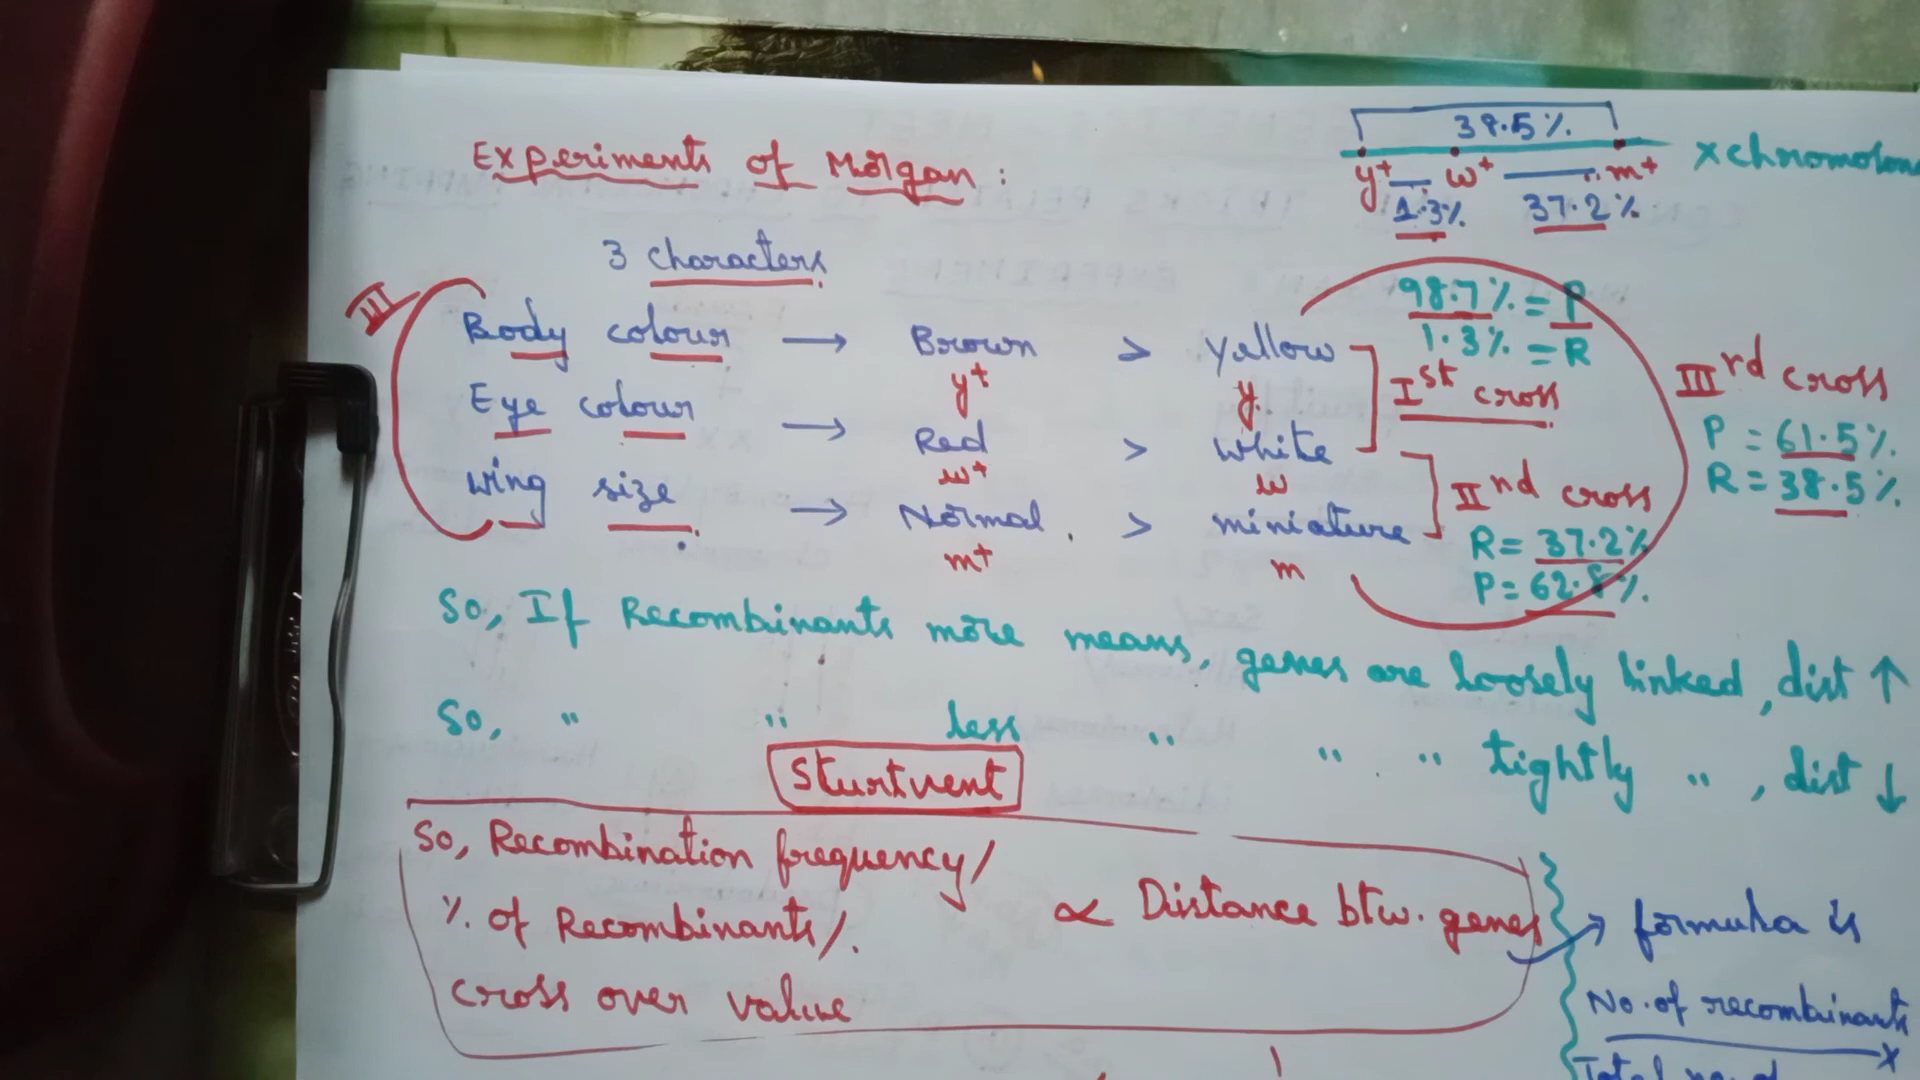 Experiments of Morgan :
38.5%
y+ w+ m+
1.3% 37.2%
3 characters
98.7% = P
1.3% = R
III
Body colour → Brown > Yellow
y+ y
Ist cross
IIIrd cross
P = 61.5%
R = 38.5%
Eye colour → Red > White
w+ w
IInd cross
R = 37.2%
P = 62.8%
wing size → Normal > miniature
m+ m
So, If Recombinants more means, genes are loosely linked, dist ↑
So, " " less " " " tightly " , dist ↓
Sturtvent
So, Recombination frequency/
% of Recombinants/.
cross over value
∝ Distance btw. genes
→ formula is
No. of recombinants
x